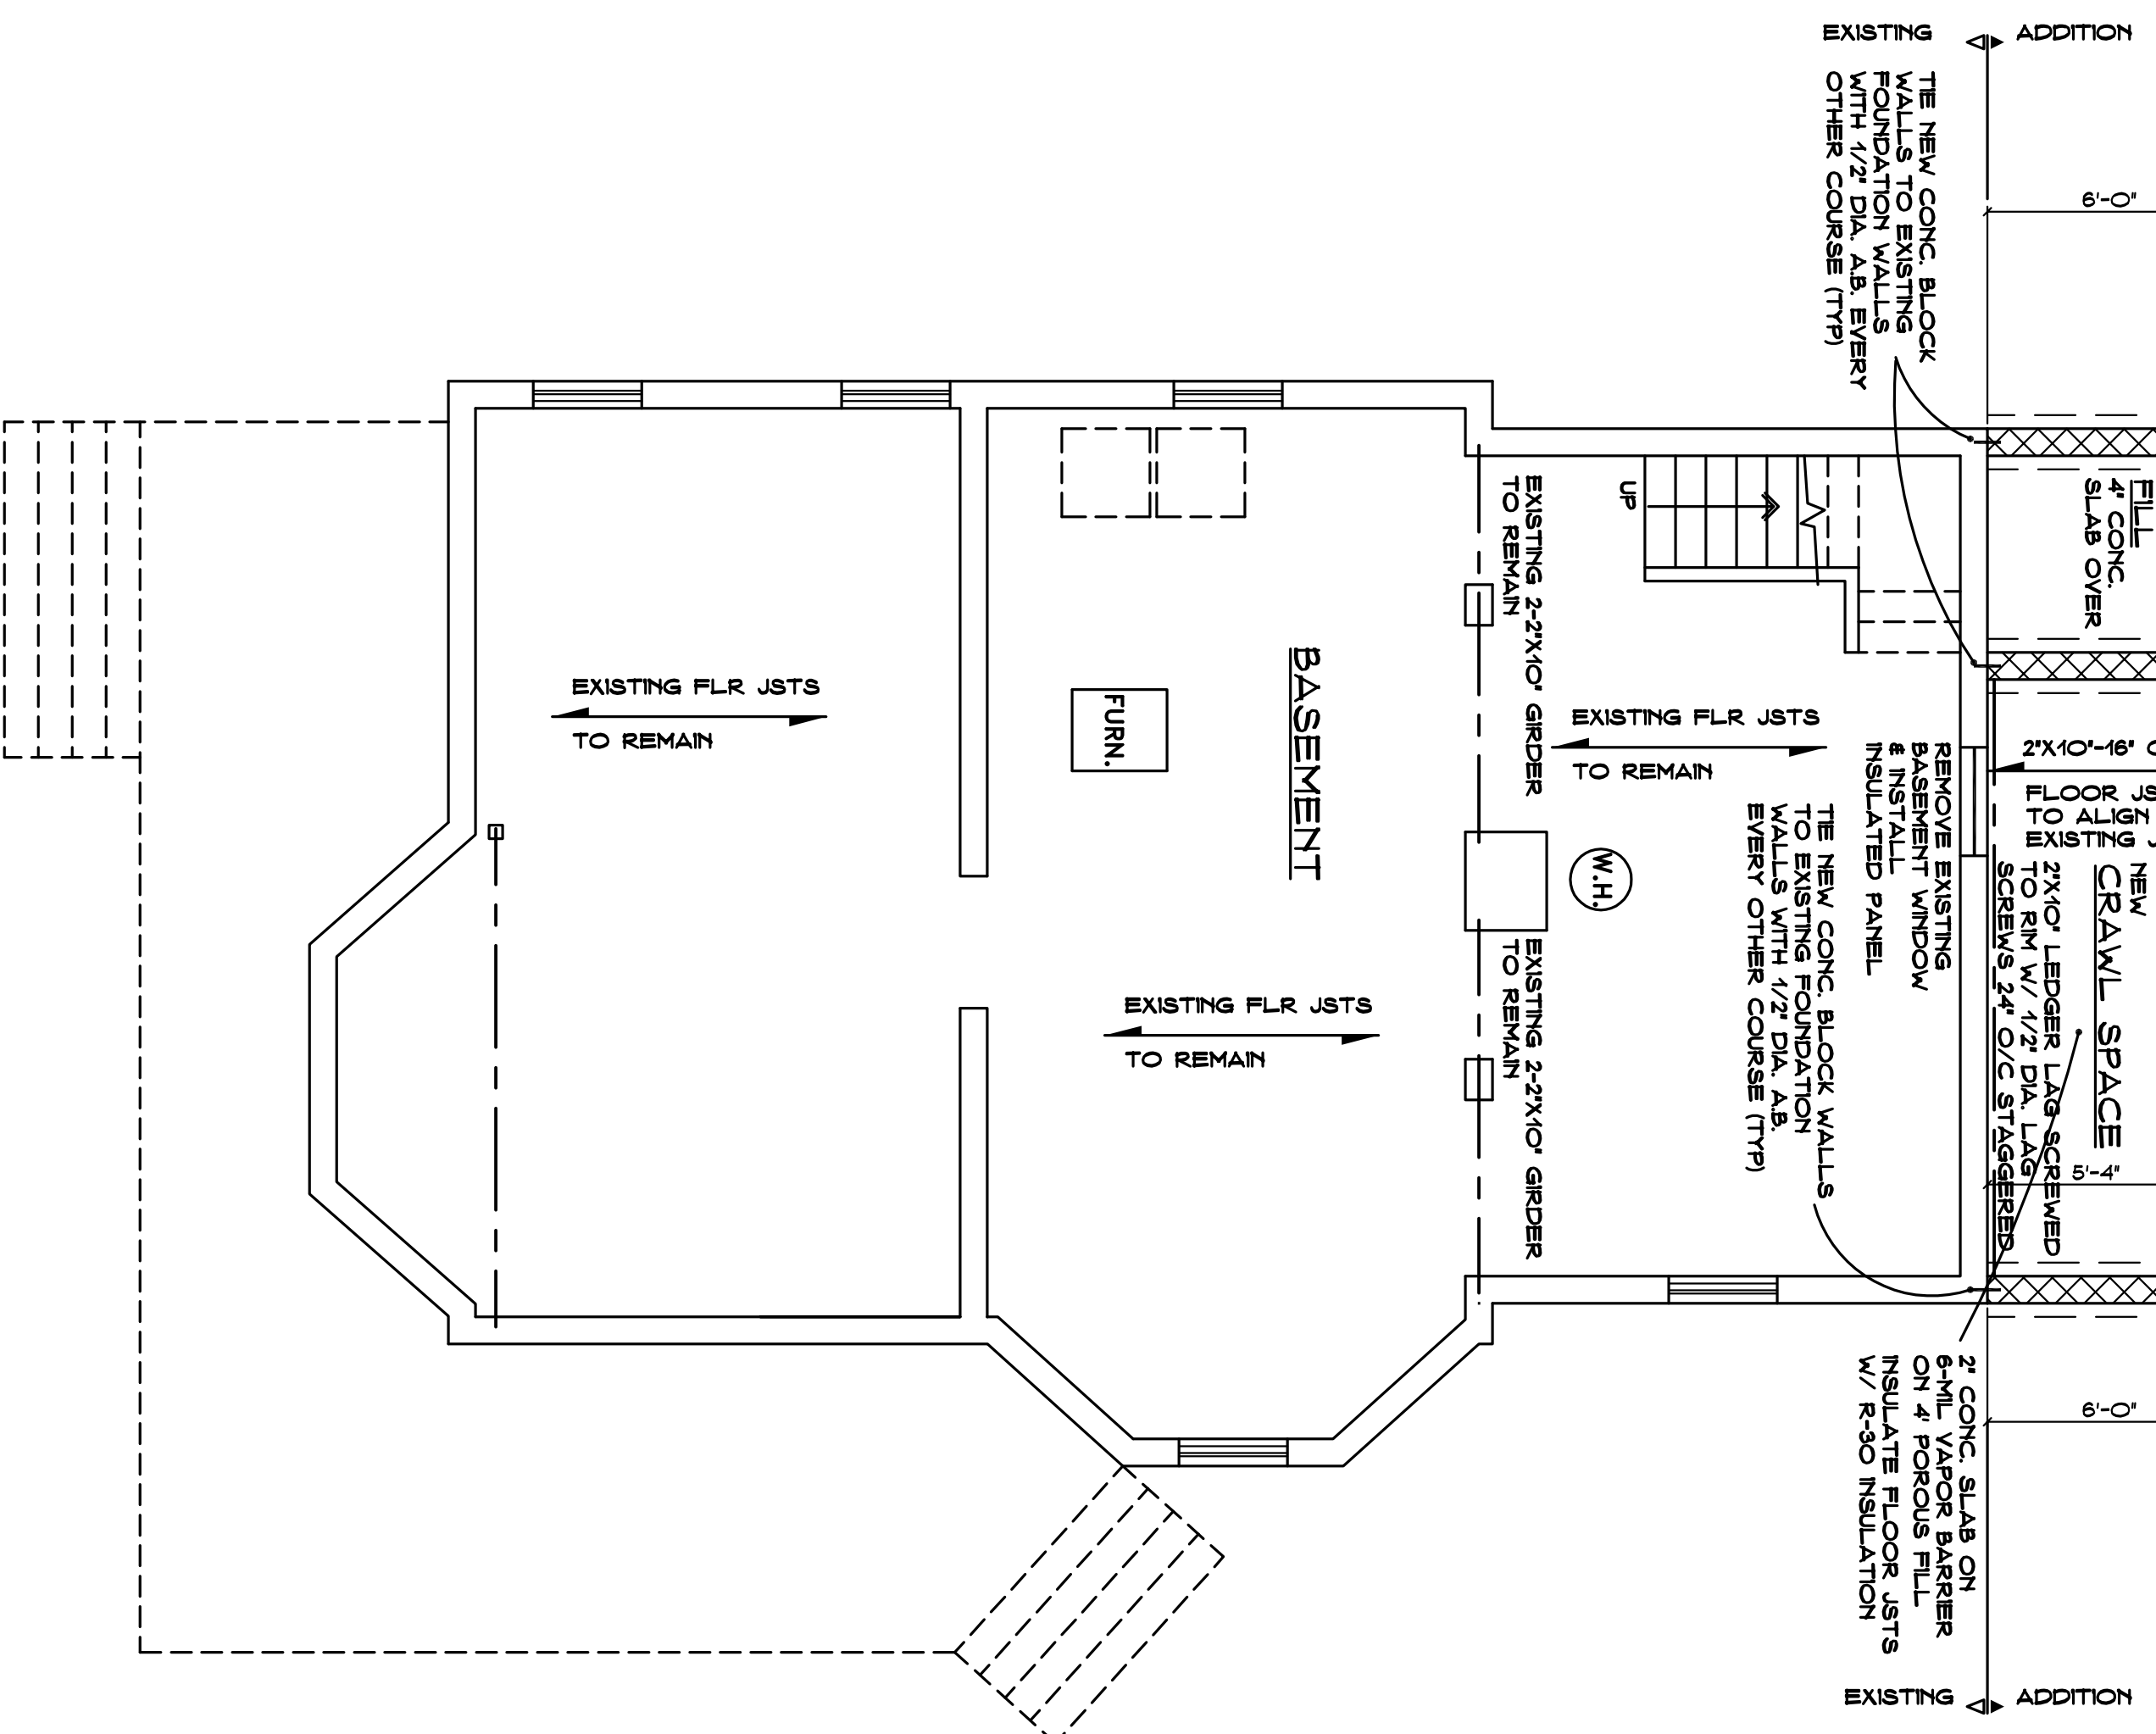 EXISTING
ADDITION
TIE NEW CONC. BLOCK
WALLS TO EXISTING
FOUNDATION WALLS
WITH 1/2" DIA. A.B. EVERY
OTHER COURSE (TYP)
6'-0"
FILL
4" CONC.
SLAB OVER
UP
EXISTING 2-2"X10" GIRDER
TO REMAIN
EXISTING FLR JSTS
TO REMAIN
BASEMENT
FURN.
EXISTING FLR JSTS
TO REMAIN
2"X10"-16"
FLOOR
TO ALIGN
EXISTING
REMOVE EXISTING
BASEMENT WINDOW
& INSTALL
INSULATED PANEL
TIE NEW CONC. BLOCK WALLS
TO EXISTING FOUNDATION
WALLS WITH 1/2" DIA. A.B.
EVERY OTHER COURSE (TYP)
W.H.
NEW
CRAWL SPACE
2"X10" LEDGER LAG SCREWED
TO RIM W/ 1/2" DIA. LAG
SCREWS 24" O/C STAGGERED
EXISTING 2-2"X10" GIRDER
TO REMAIN
EXISTING FLR JSTS
TO REMAIN
5'-4"
2" CONC. SLAB ON
6-MIL VAPOR BARRIER
ON 4" POROUS FILL
INSULATE FLOOR JSTS
W/ R-30 INSULATION
6'-0"
EXISTING
ADDITION